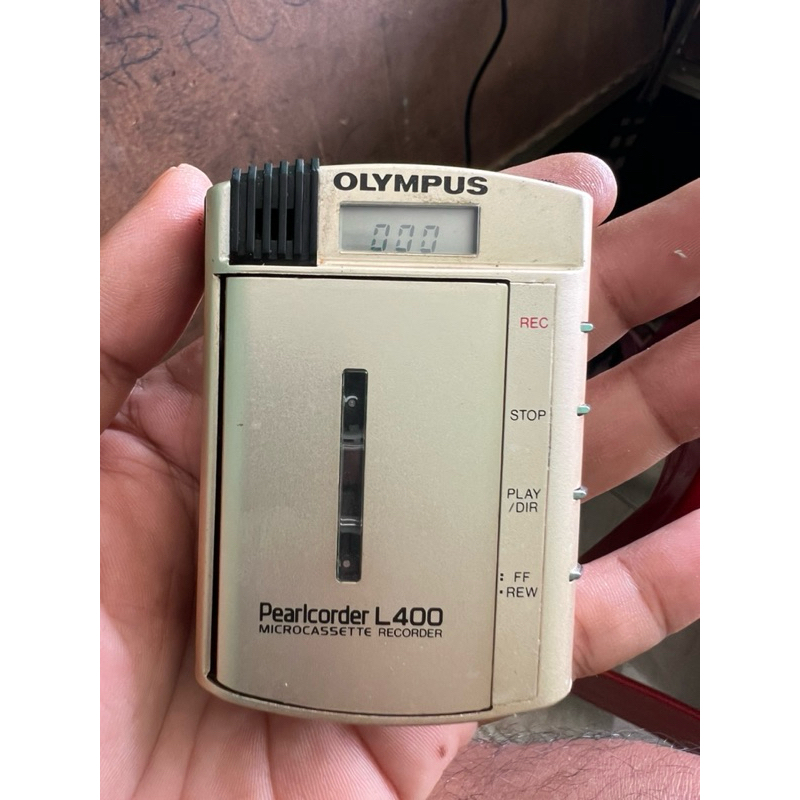 OLYMPUS
000
REC
STOP
PLAY
/DIR
: FF
• REW
Pearlcorder L400
MICROCASSETTE RECORDER